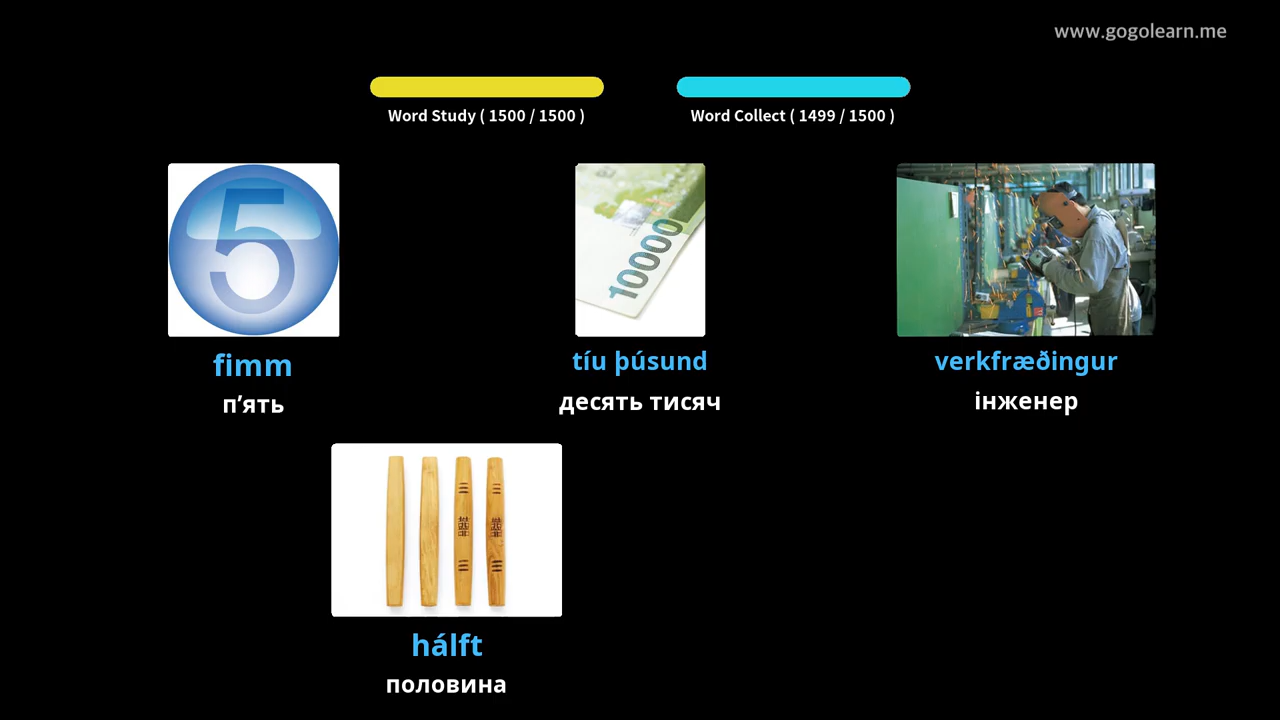 www.gogolearn.me
Word Study ( 1500 / 1500 )
Word Collect ( 1499 / 1500 )
5
10000
fimm
tíu þúsund
verkfræðingur
п’ять
десять тисяч
інженер
hálft
половина